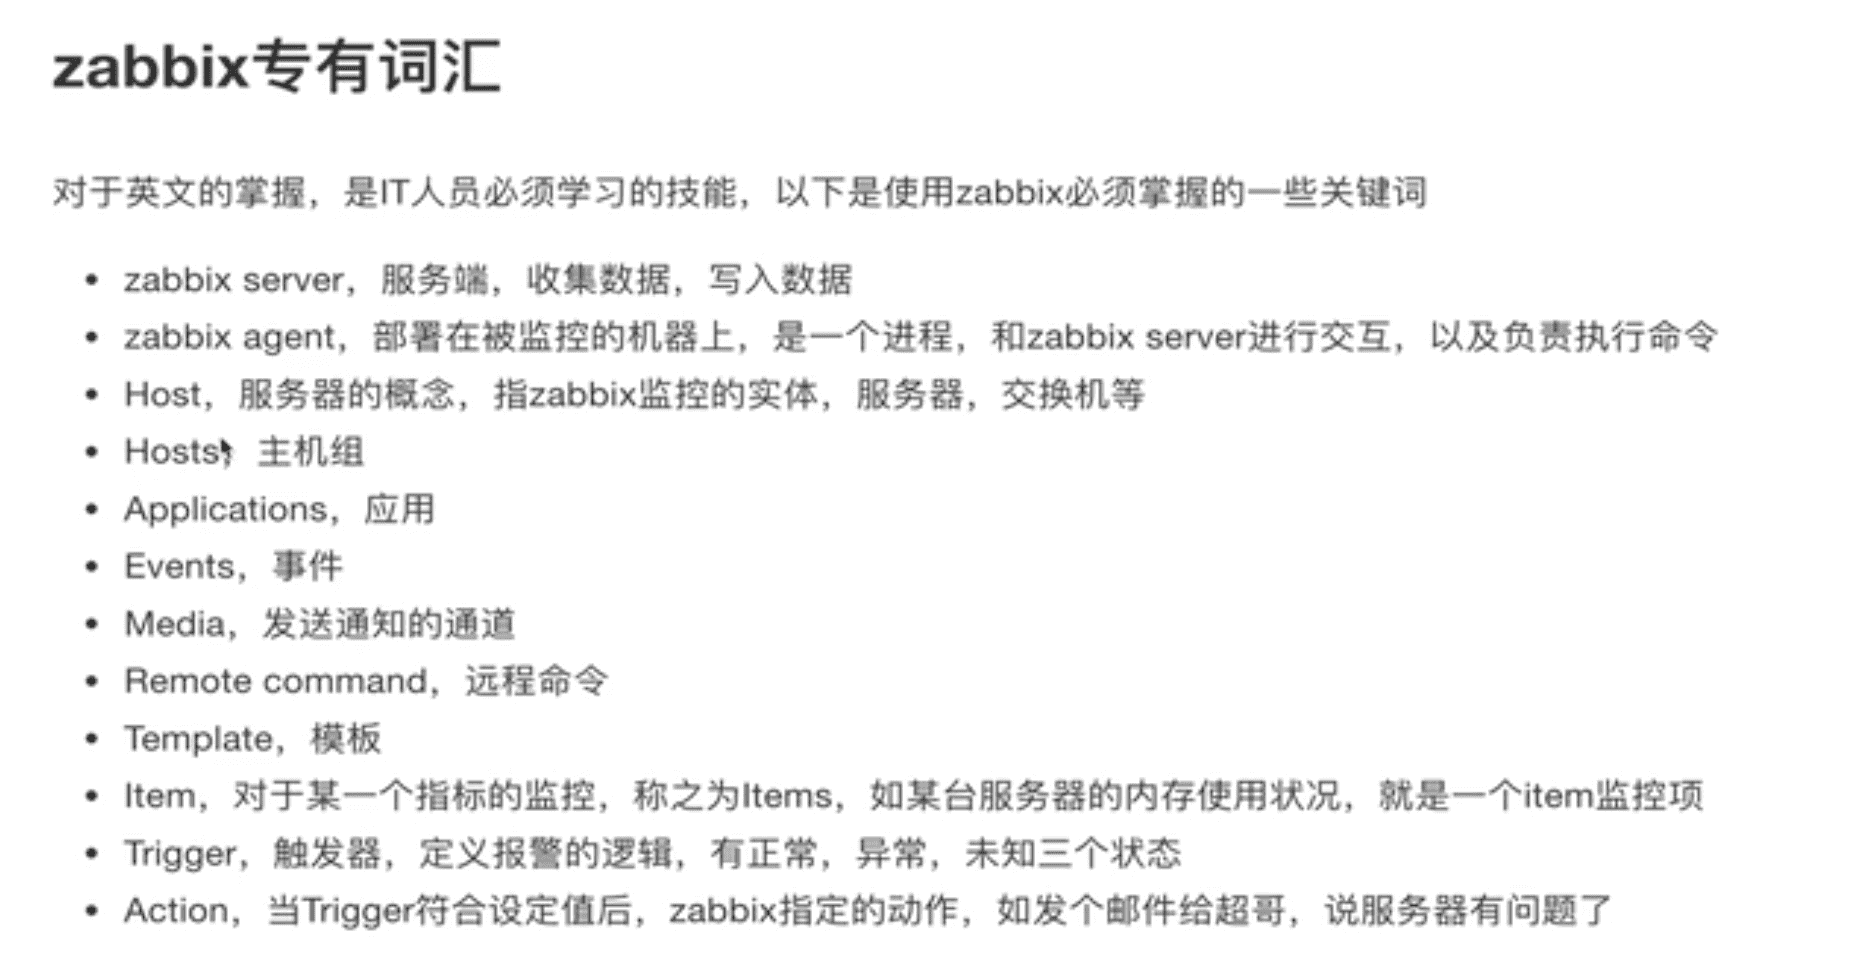 zabbix专有词汇
对于英文的掌握，是IT人员必须学习的技能，以下是使用zabbix必须掌握的一些关键词
• zabbix server，服务端，收集数据，写入数据
• zabbix agent，部署在被监控的机器上，是一个进程，和zabbix server进行交互，以及负责执行命令
• Host，服务器的概念，指zabbix监控的实体，服务器，交换机等
• Hosts，主机组
• Applications，应用
• Events，事件
• Media，发送通知的通道
• Remote command，远程命令
• Template，模板
• Item，对于某一个指标的监控，称之为Items，如某台服务器的内存使用状况，就是一个item监控项
• Trigger，触发器，定义报警的逻辑，有正常，异常，未知三个状态
• Action，当Trigger符合设定值后，zabbix指定的动作，如发个邮件给超哥，说服务器有问题了